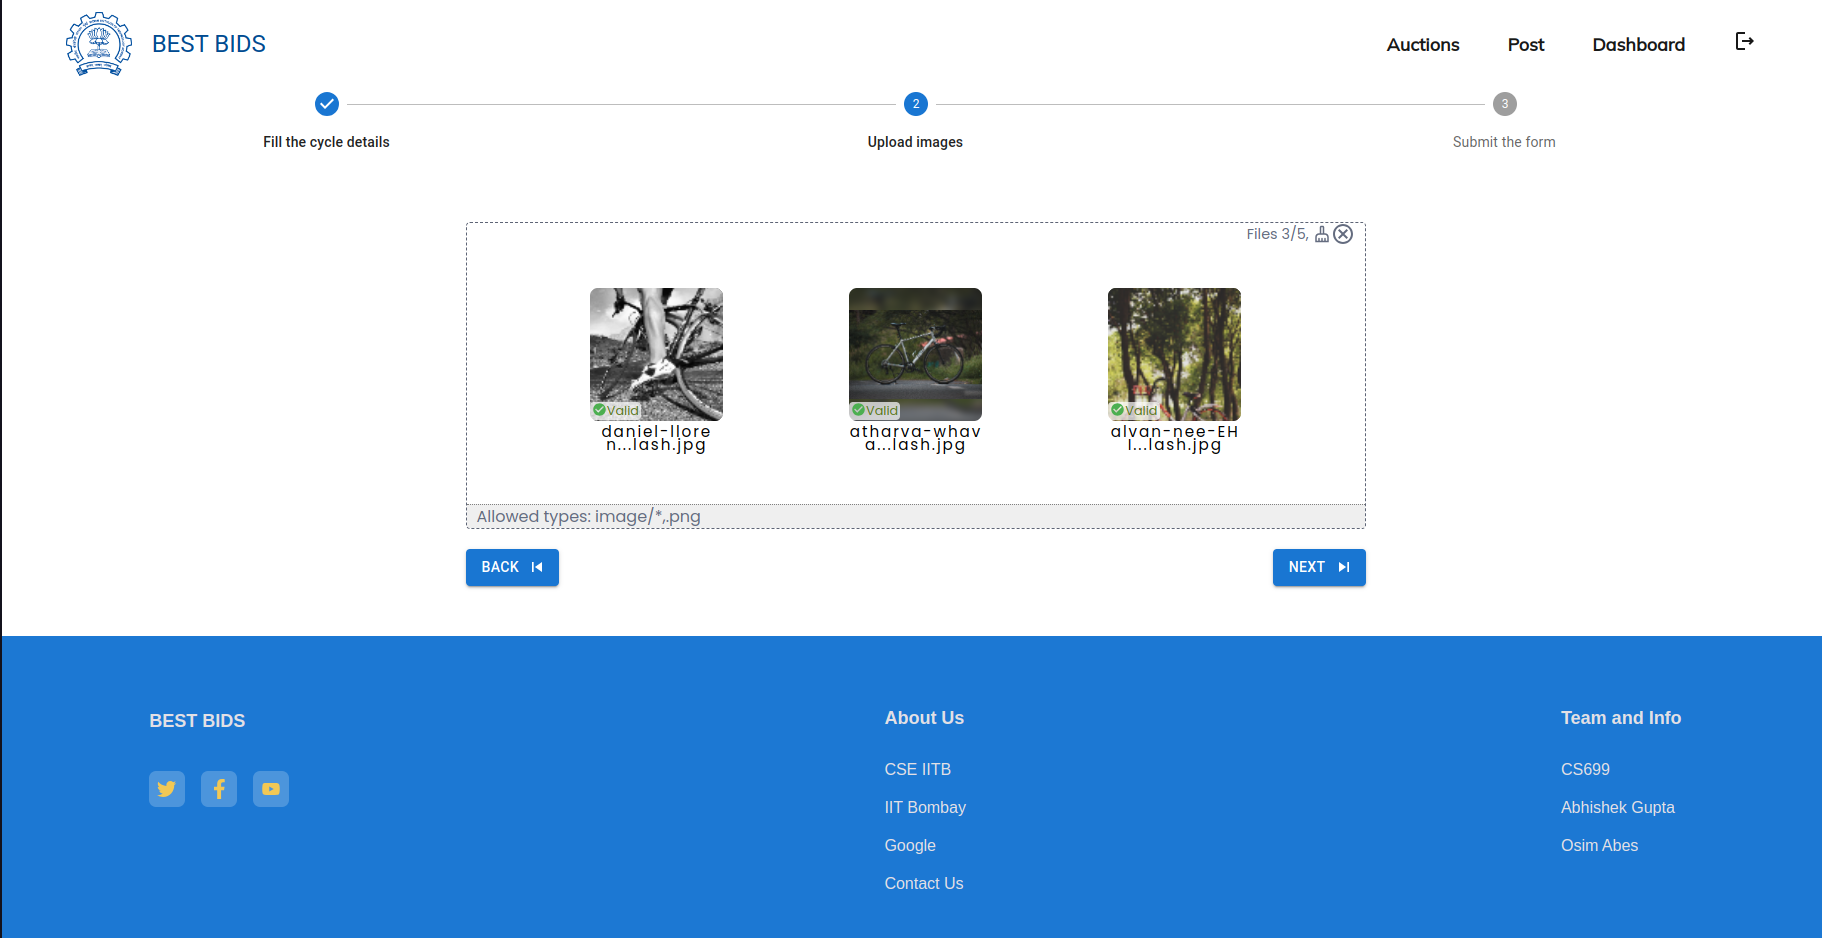 BEST BIDS
Auctions
Post
Dashboard
2
3
Fill the cycle details
Upload images
Submit the form
Files 3/5,
Valid
Valid
Valid
daniel-llore
n...lash.jpg
atharva-whav
a...lash.jpg
alvan-nee-EH
I...lash.jpg
Allowed types: image/*,.png
BACK
NEXT
BEST BIDS
About Us
CSE IITB
IIT Bombay
Google
Contact Us
Team and Info
CS699
Abhishek Gupta
Osim Abes